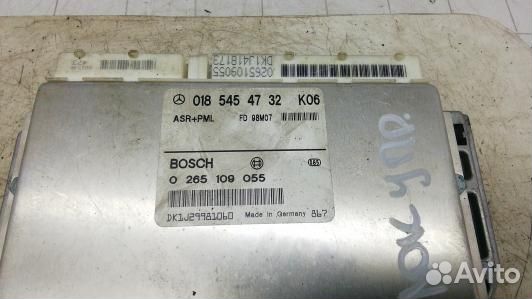 0265109055
DK1J418173
018 545 47 32 K06
ASR+PML FD 98M07
BOSCH
0 265 109 055
DK1J29981060 Made in Germany 867
Avito